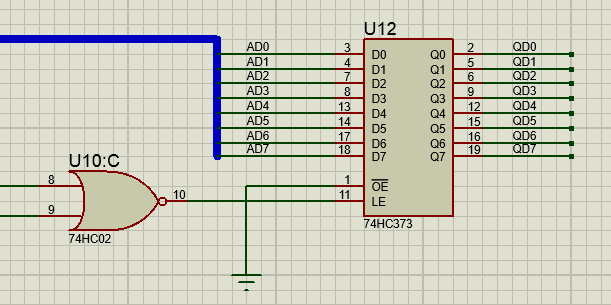 U12
AD0 3 D0 Q0 2 QD0
AD1 4 D1 Q1 5 QD1
AD2 7 D2 Q2 6 QD2
AD3 8 D3 Q3 9 QD3
AD4 13 D4 Q4 12 QD4
AD5 14 D5 Q5 15 QD5
AD6 17 D6 Q6 16 QD6
AD7 18 D7 Q7 19 QD7
U10:C
8
1 OE
10
11 LE
9
74HC02
74HC373